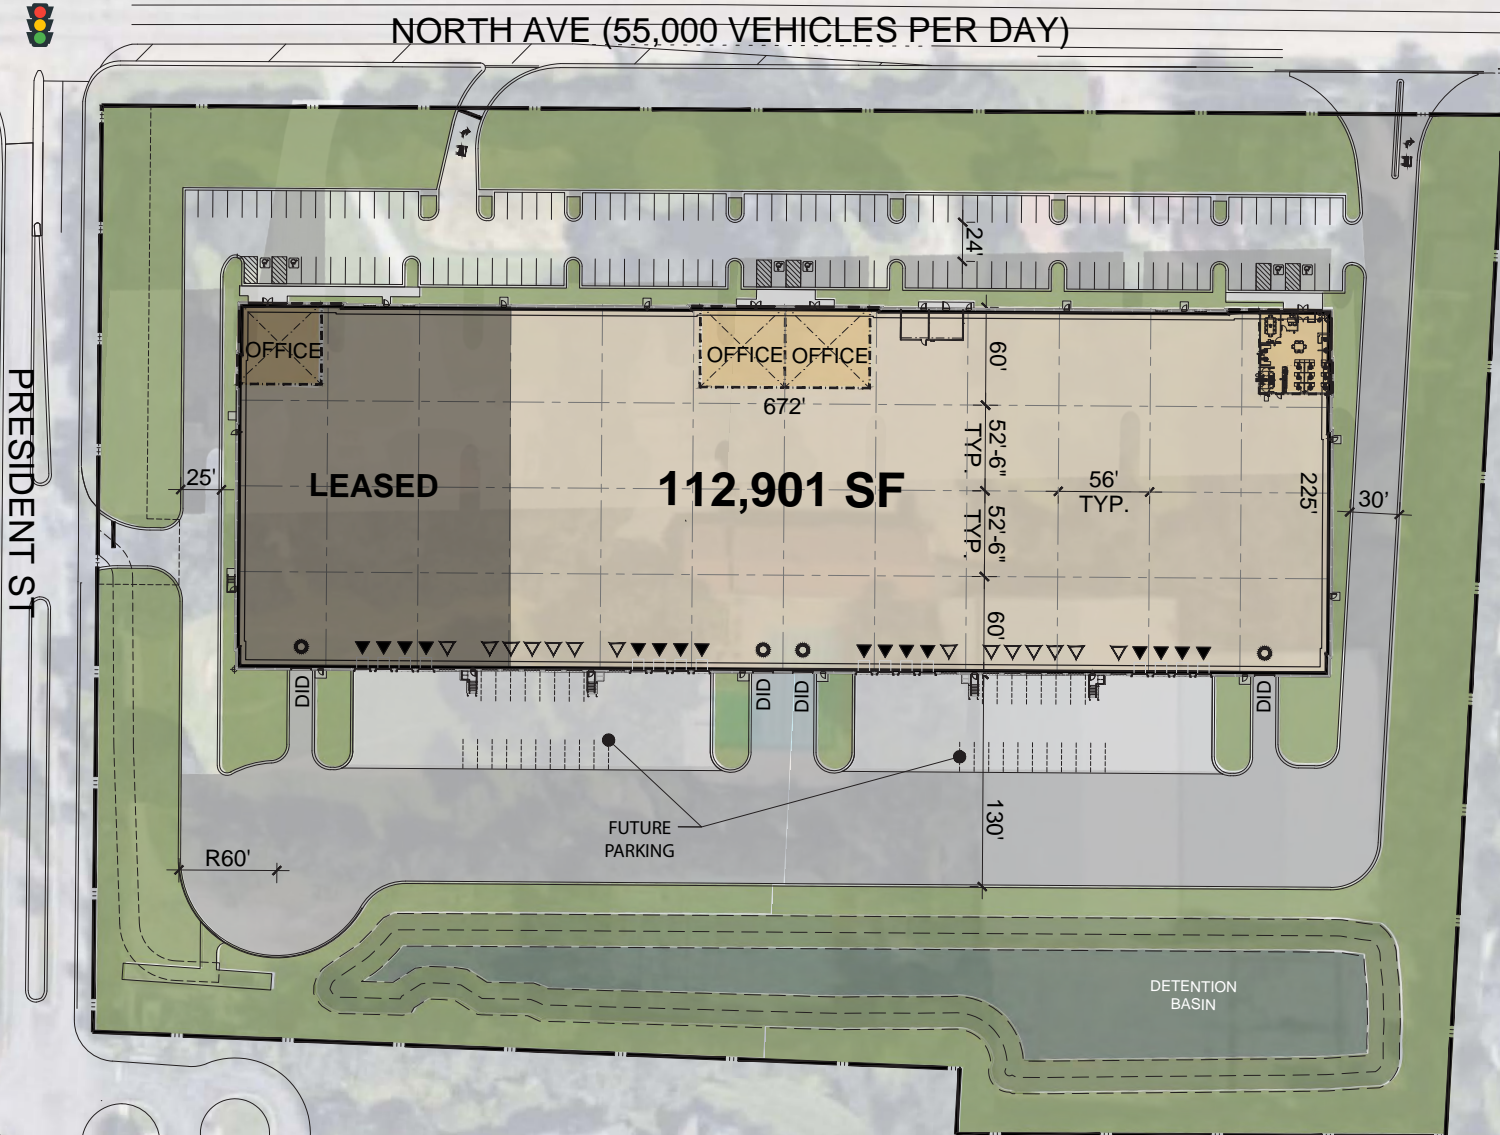 NORTH AVE (55,000 VEHICLES PER DAY)
PRESIDENT ST
24'
OFFICE
OFFICE
OFFICE
672'
60'
52'-6"
TYP.
LEASED
112,901 SF
56'
TYP.
225'
25'
30'
52'-6"
TYP.
60'
DID
DID
DID
DID
FUTURE
PARKING
130'
R60'
DETENTION
BASIN